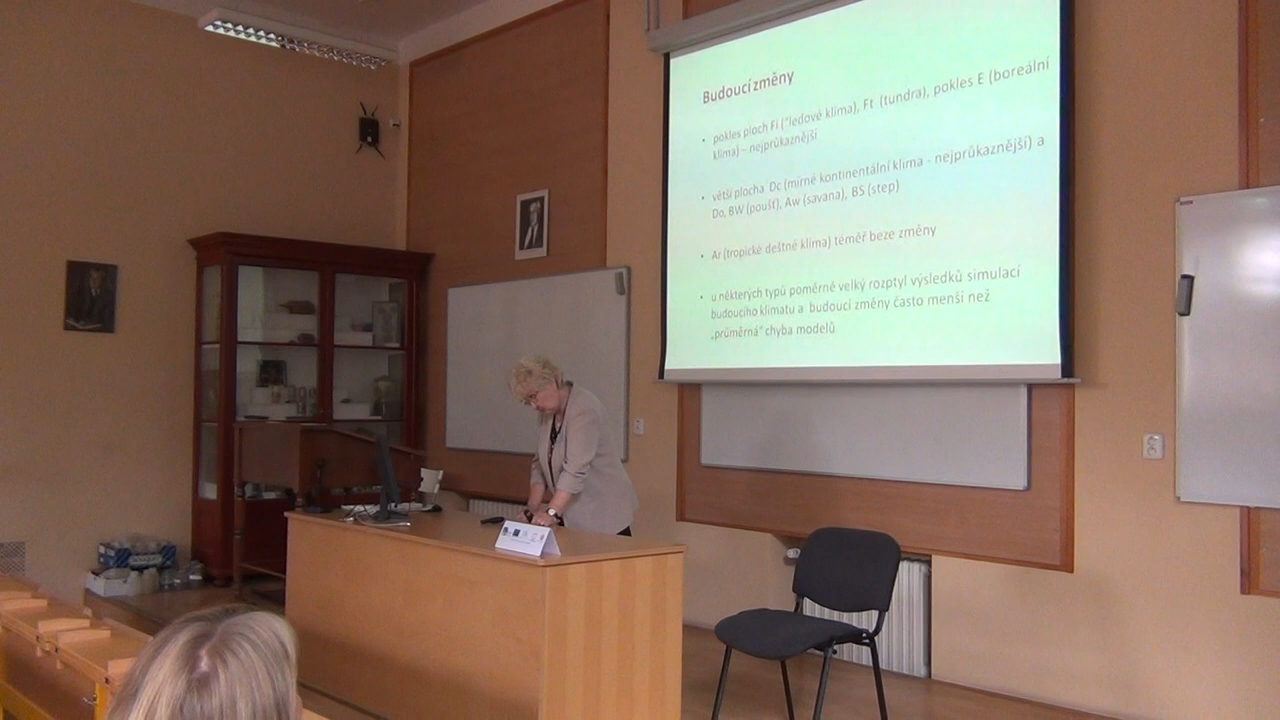 Budoucí změny
• pokles ploch Fi ("ledové klima), Ft (tundra), pokles E (boreální
klima) – nejprůkaznější
• větší plocha Dc (mírné kontinentální klima - nejprůkaznější) a
Do, BW (poušť), Aw (savana), BS (step)
• Ar (tropické deštné klima) téměř beze změny
• u některých typů poměrně velký rozptyl výsledků simulací
budoucího klimatu a budoucí změny často menší než
„průměrná" chyba modelů